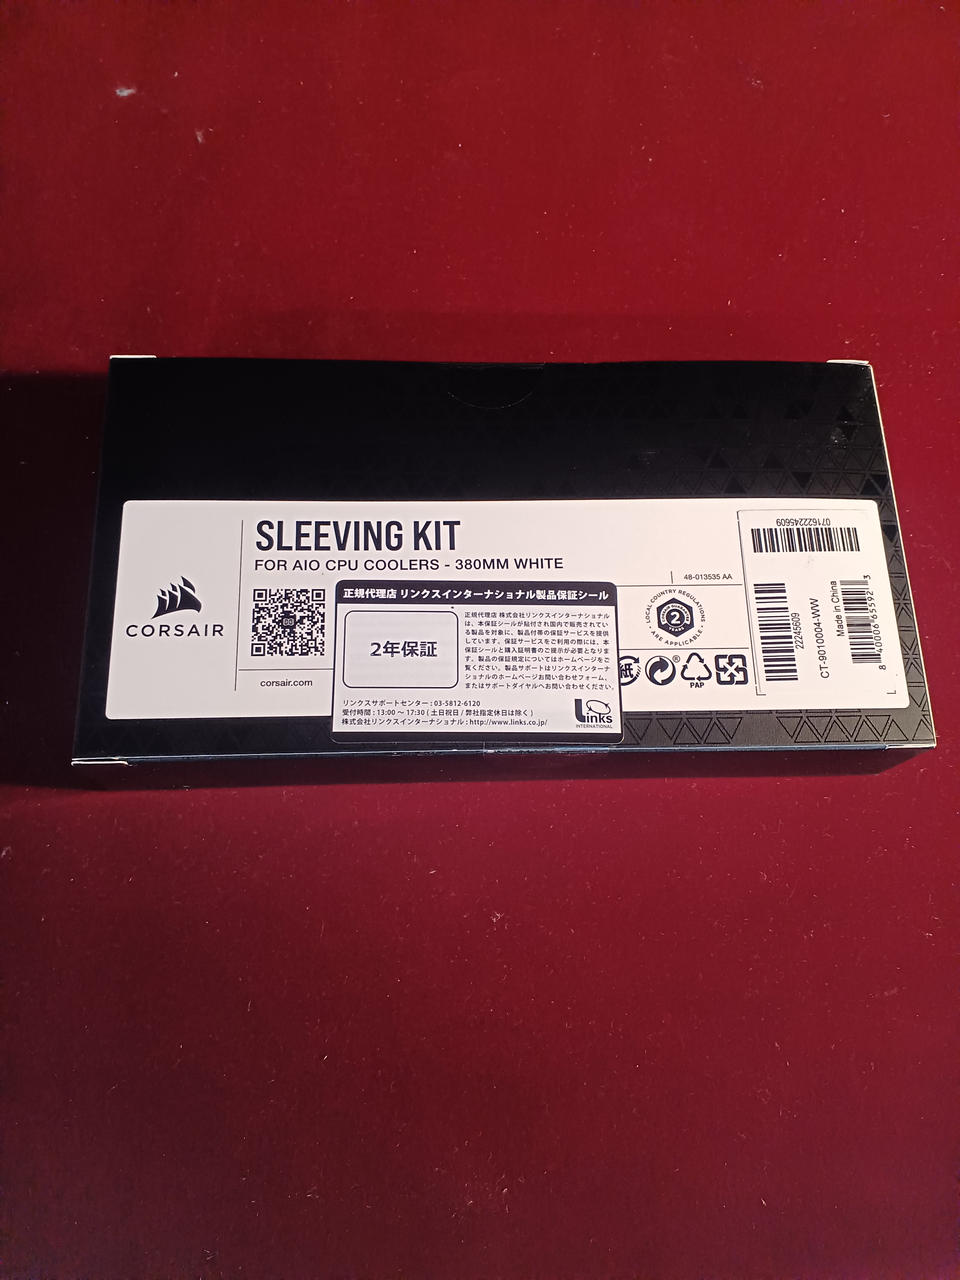 SLEEVING KIT
FOR AIO CPU COOLERS - 380MM WHITE
CORSAIR
corsair.com
48-013535 AA
正規代理店 リンクスインターナショナル製品保証シール
2年保証
正規代理店 株式会社リンクスインターナショナル
は、本保証シールが貼付され国内で販売されてい
る製品を対象に、製品付帯の保証サービスを提供
しています。保証サービスをご利用の際には、本
保証シールと購入証明書のご提示が必要となりま
す。製品の保証規定についてはホームページをご
覧ください。製品サポートはリンクスインターナ
ショナルのホームページお問い合わせフォーム、
またはサポートダイヤルへお問い合わせください。
リンクスサポートセンター : 03-5812-6120
受付時間 : 13:00 ～ 17:30 ( 土日祝日 / 弊社指定休日は除く )
株式会社リンクスインターナショナル : http://www.links.co.jp/
Links
INTERNATIONAL
• LOCAL COUNTRY REGULATIONS •
ARE APPLICABLE
2
YEARS
紙
®
PAP
071622245609
22245609
CT-9010004-WW
Made in China
8 40006 65592 3